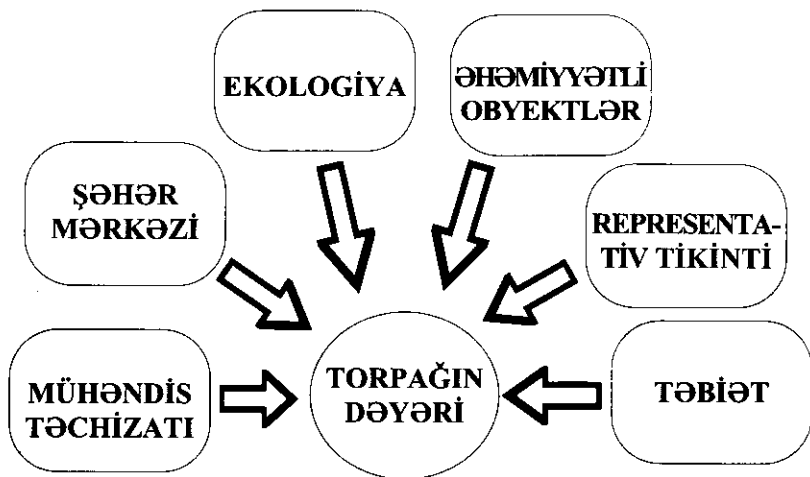 EKOLOGİYA
ƏHƏMİYYƏTLİ
OBYEKTLƏR
ŞƏHƏR
MƏRKƏZİ
REPRESENTA-
TİV TİKİNTİ
MÜHƏNDİS
TƏCHİZATI
TORPAĞIN
DƏYƏRİ
TƏBİƏT